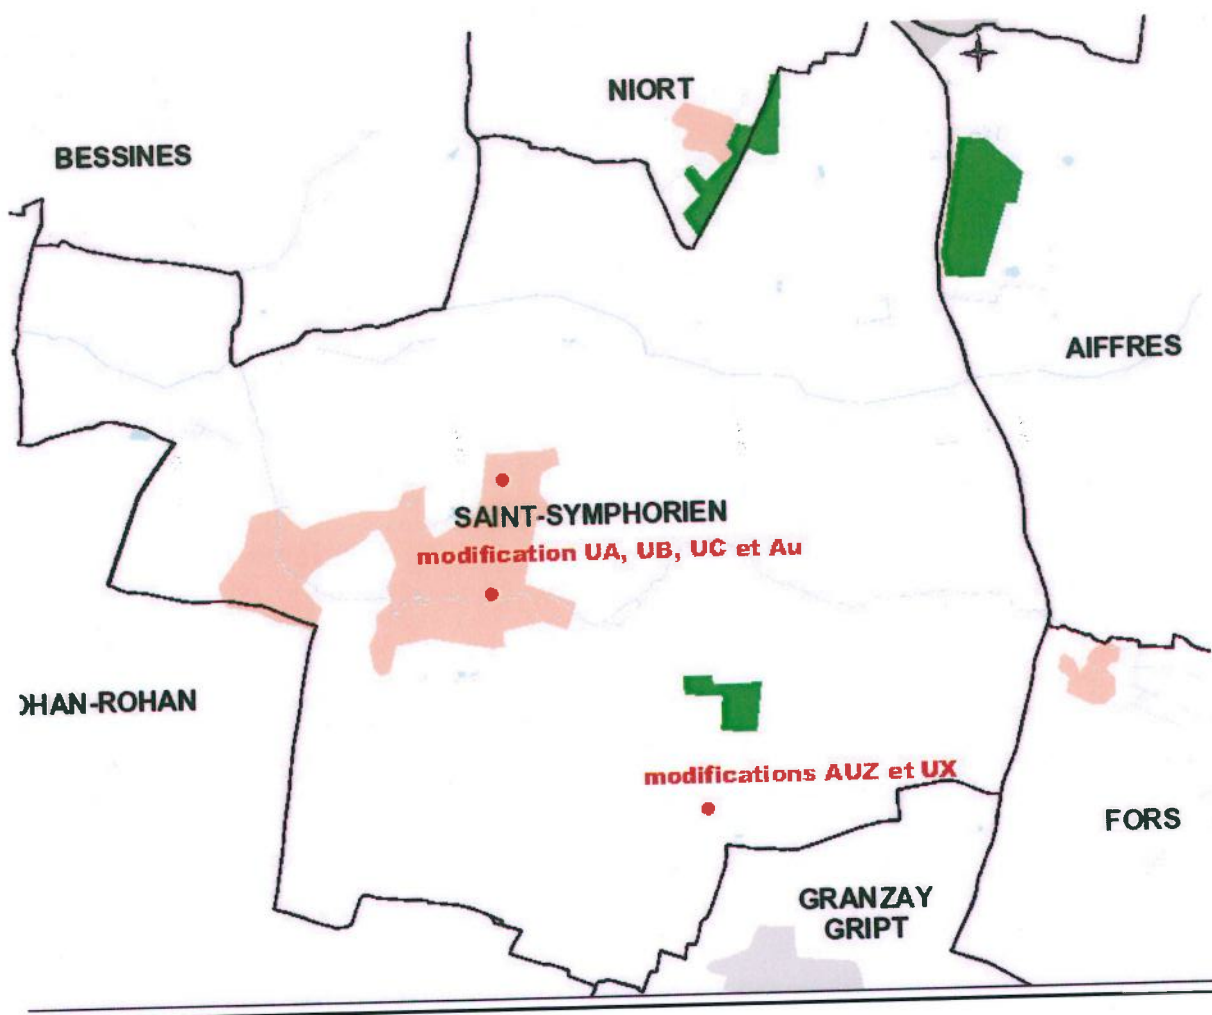 NIORT
BESSINES
AIFFRES
SAINT-SYMPHORIEN
modification UA, UB, UC et Au
OHAN-ROHAN
modifications AUZ et UX
FORS
GRANZAY
GRIPT